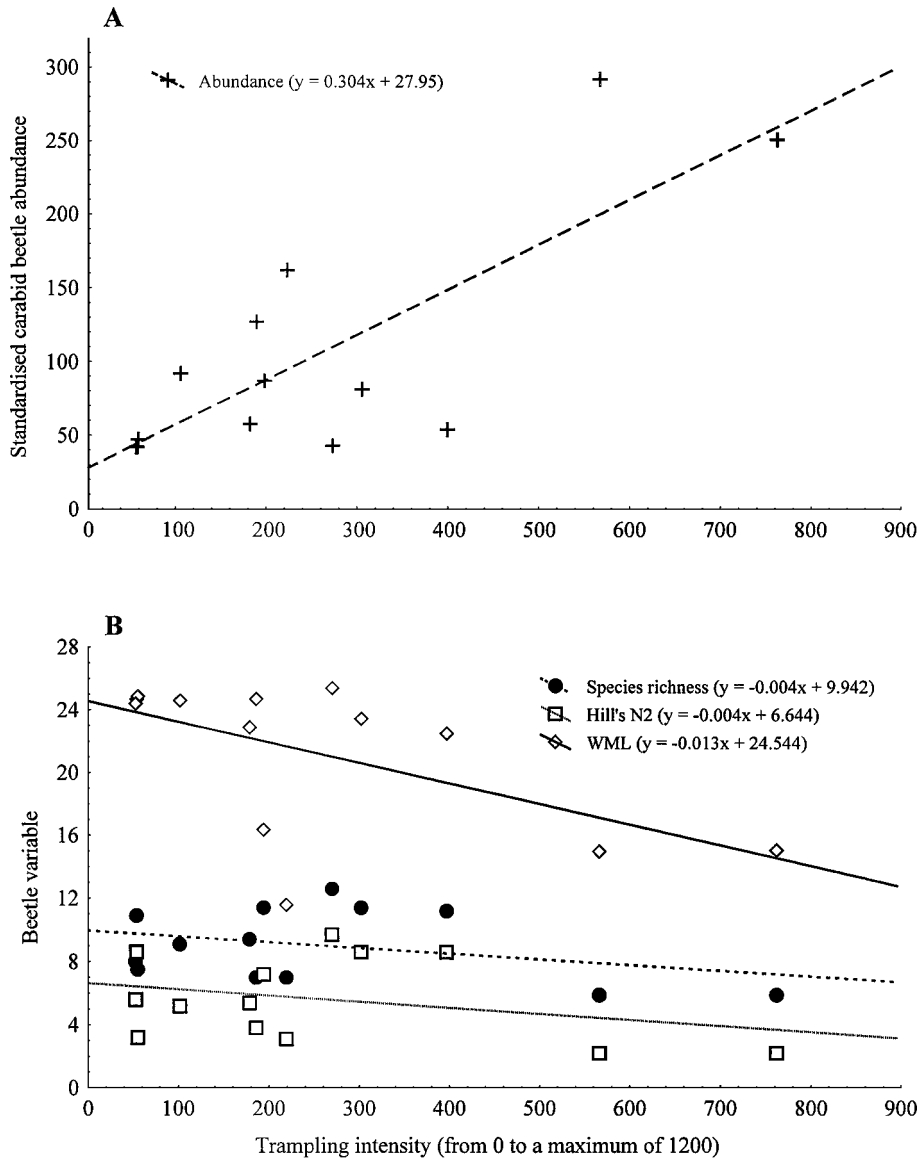 A
Abundance (y = 0.304x + 27.95)
Standardised carabid beetle abundance
300
250
200
150
100
50
0
0 100 200 300 400 500 600 700 800 900
B
Species richness (y = -0.004x + 9.942)
Hill's N2 (y = -0.004x + 6.644)
WML (y = -0.013x + 24.544)
Beetle variable
28
24
20
16
12
8
4
0
0 100 200 300 400 500 600 700 800 900
Trampling intensity (from 0 to a maximum of 1200)